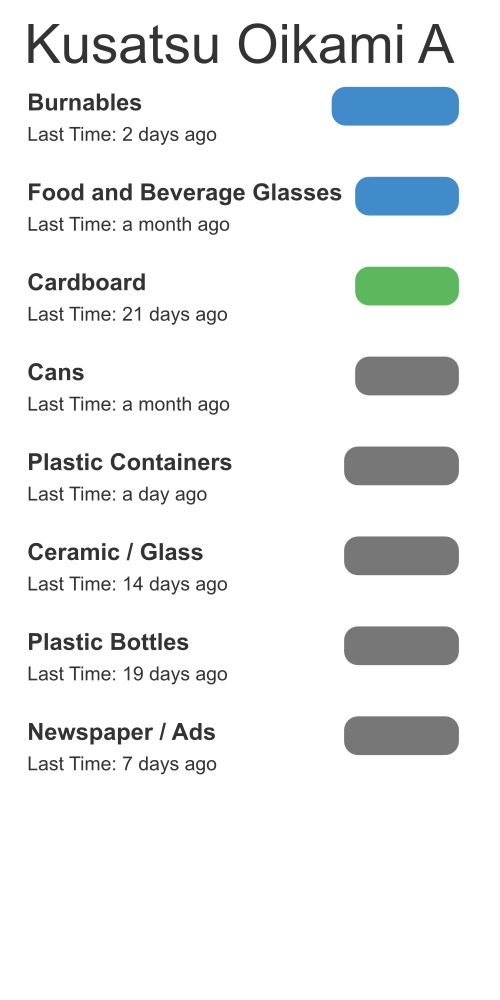 Kusatsu Oikami A
Burnables
Last Time: 2 days ago
Food and Beverage Glasses
Last Time: a month ago
Cardboard
Last Time: 21 days ago
Cans
Last Time: a month ago
Plastic Containers
Last Time: a day ago
Ceramic / Glass
Last Time: 14 days ago
Plastic Bottles
Last Time: 19 days ago
Newspaper / Ads
Last Time: 7 days ago